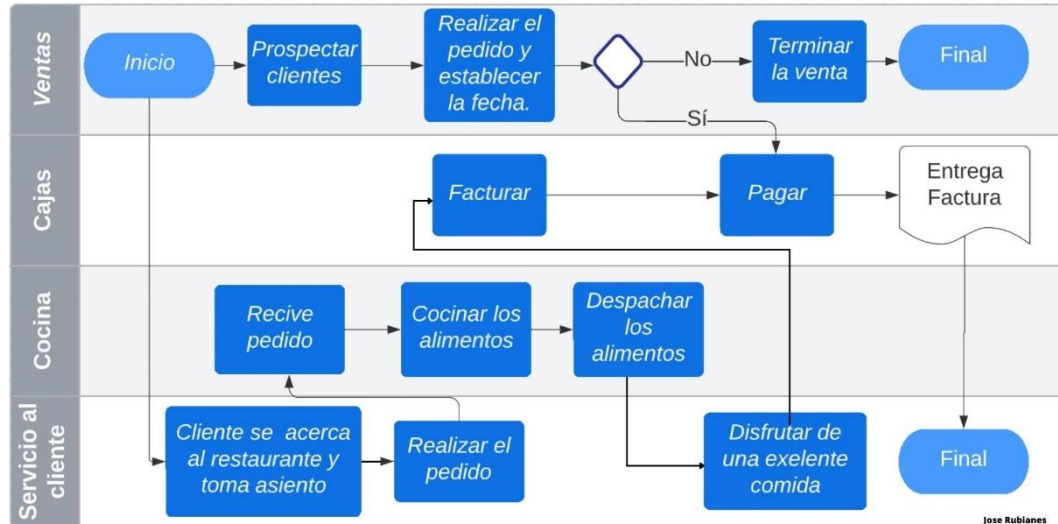 Ventas
Inicio
Prospectar
clientes
Realizar el
pedido y
establecer
la fecha.
No
Sí
Terminar
la venta
Final
Cajas
Facturar
Pagar
Entrega
Factura
Cocina
Recive
pedido
Cocinar los
alimentos
Despachar
los
alimentos
Servicio al
cliente
Cliente se acerca
al restaurante y
toma asiento
Realizar el
pedido
Disfrutar de
una exelente
comida
Final
Jose Rubianes